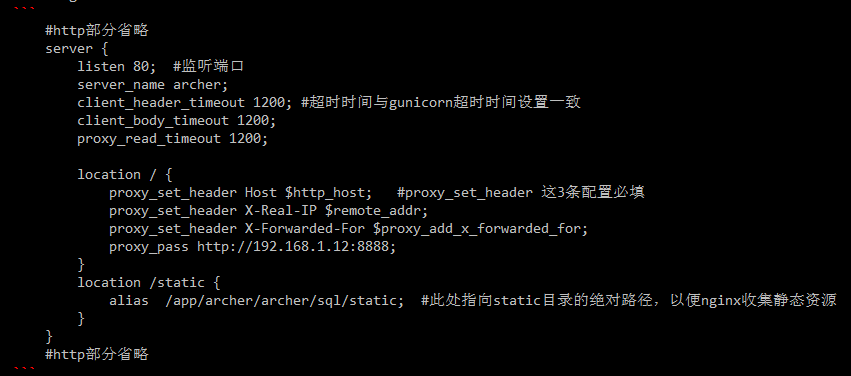 ```
#http部分省略
server {
listen 80;  #监听端口
server_name archer;
client_header_timeout 1200; #超时时间与gunicorn超时时间设置一致
client_body_timeout 1200;
proxy_read_timeout 1200;
location / {
proxy_set_header Host $http_host;   #proxy_set_header 这3条配置必填
proxy_set_header X-Real-IP $remote_addr;
proxy_set_header X-Forwarded-For $proxy_add_x_forwarded_for;
proxy_pass http://192.168.1.12:8888;
}
location /static {
alias  /app/archer/archer/sql/static;  #此处指向static目录的绝对路径，以便nginx收集静态资源
}
}
#http部分省略
```